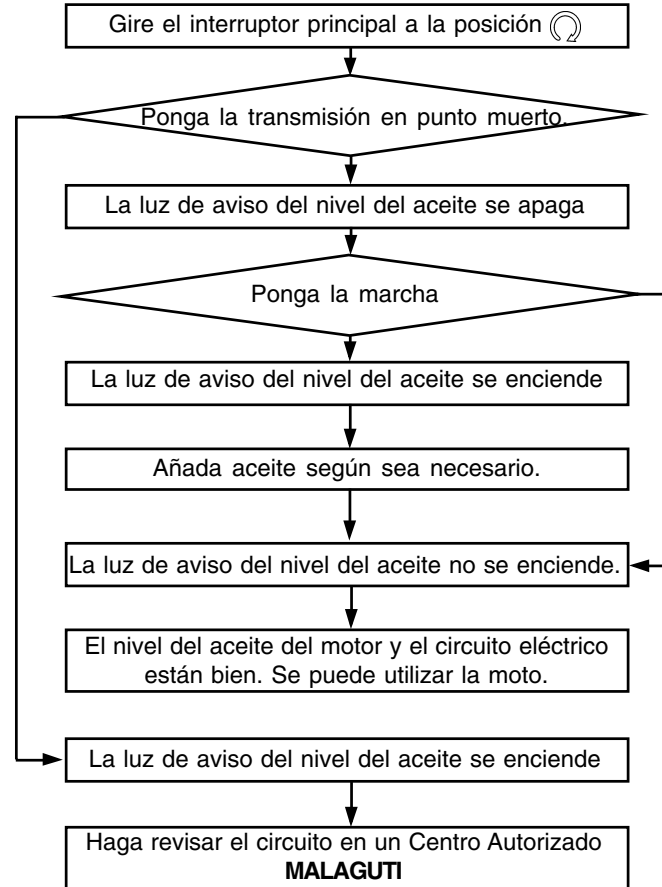 Gire el interruptor principal a la posición
Ponga la transmisión en punto muerto.
La luz de aviso del nivel del aceite se apaga
Ponga la marcha
La luz de aviso del nivel del aceite se enciende
Añada aceite según sea necesario.
La luz de aviso del nivel del aceite no se enciende.
El nivel del aceite del motor y el circuito eléctrico
están bien. Se puede utilizar la moto.
La luz de aviso del nivel del aceite se enciende
Haga revisar el circuito en un Centro Autorizado
MALAGUTI